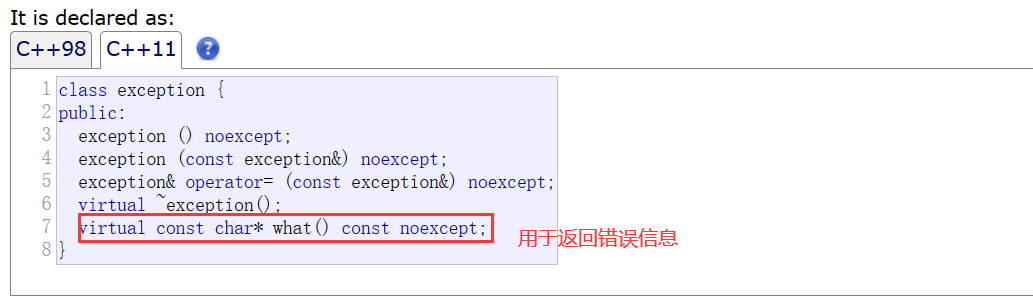 It is declared as:
C++98 C++11 ?
1 class exception {
2 public:
3   exception () noexcept;
4   exception (const exception&) noexcept;
5   exception& operator= (const exception&) noexcept;
6   virtual ~exception();
7   virtual const char* what() const noexcept; 用于返回错误信息
8 }